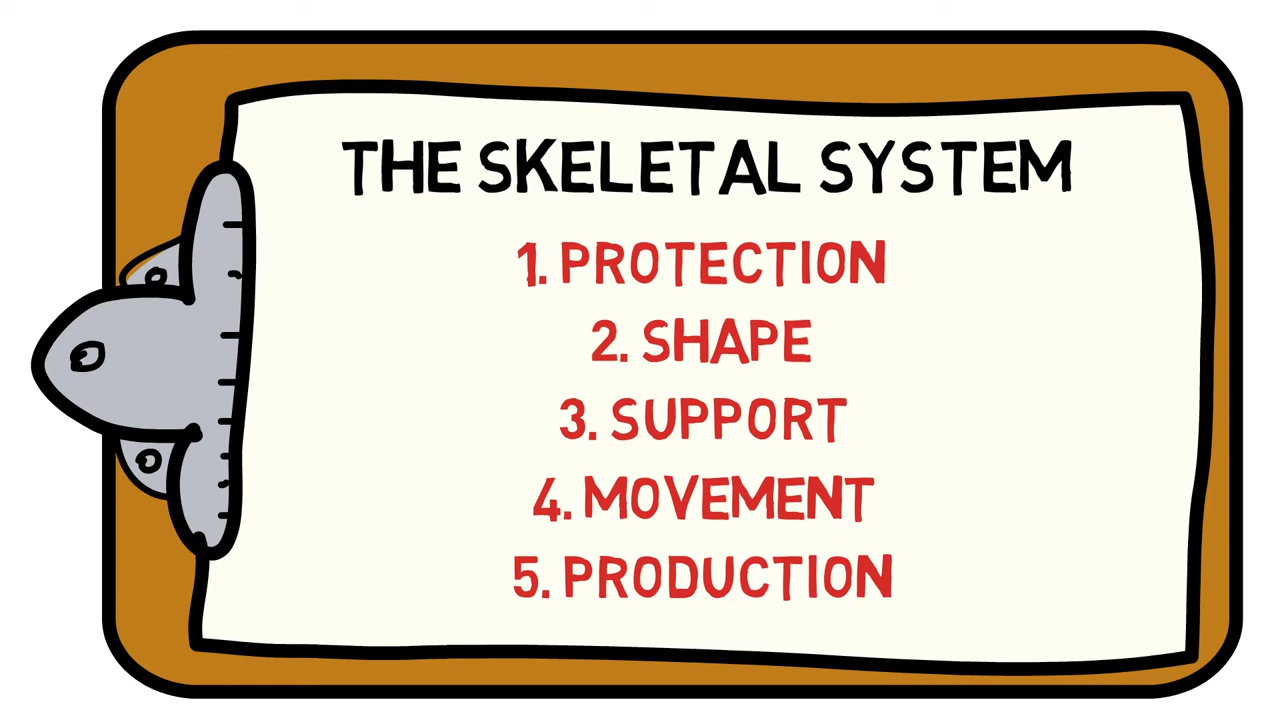 THE SKELETAL SYSTEM
1. PROTECTION
2. SHAPE
3. SUPPORT
4. MOVEMENT
5. PRODUCTION